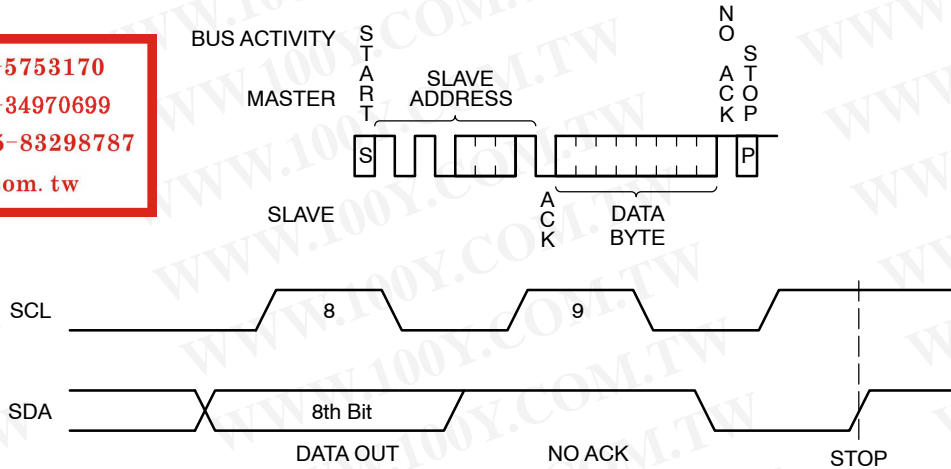 -5753170
-34970699
5-83298787
om. tw
BUS ACTIVITY
MASTER
START
SLAVE
ADDRESS
NO ACK
STOP
S
P
SLAVE
ACK
DATA
BYTE
SCL
8
9
SDA
8th Bit
DATA OUT
NO ACK
STOP
WWW.100Y.COM.TW